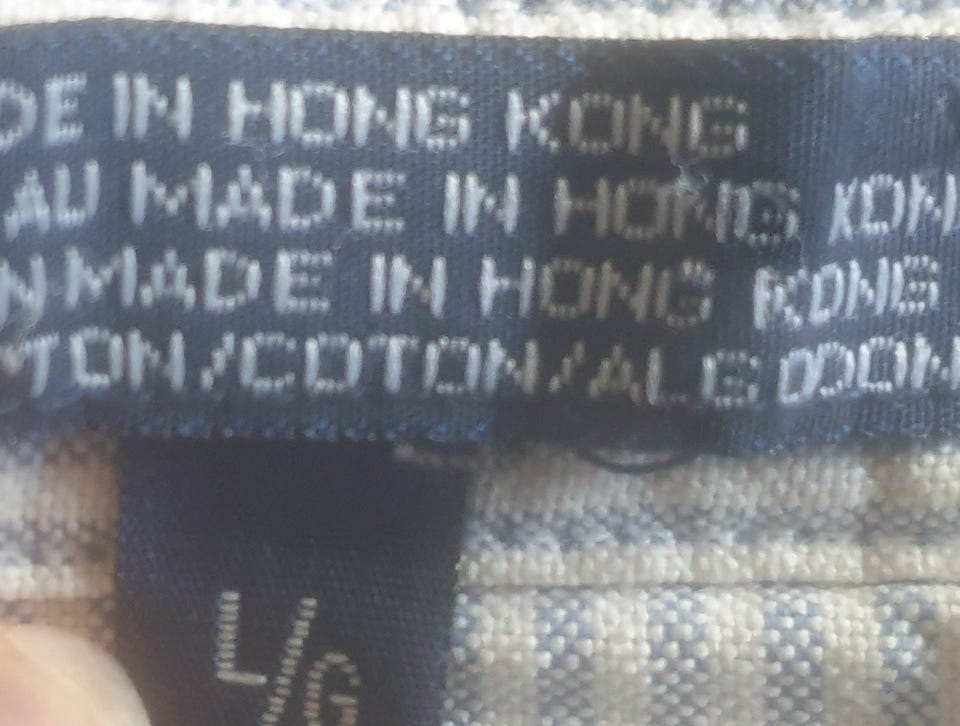 DE IN HONG KONG
AU MADE IN HONG KON
N MADE IN HONG KONG
TON/COTON/ALGODON
L/G